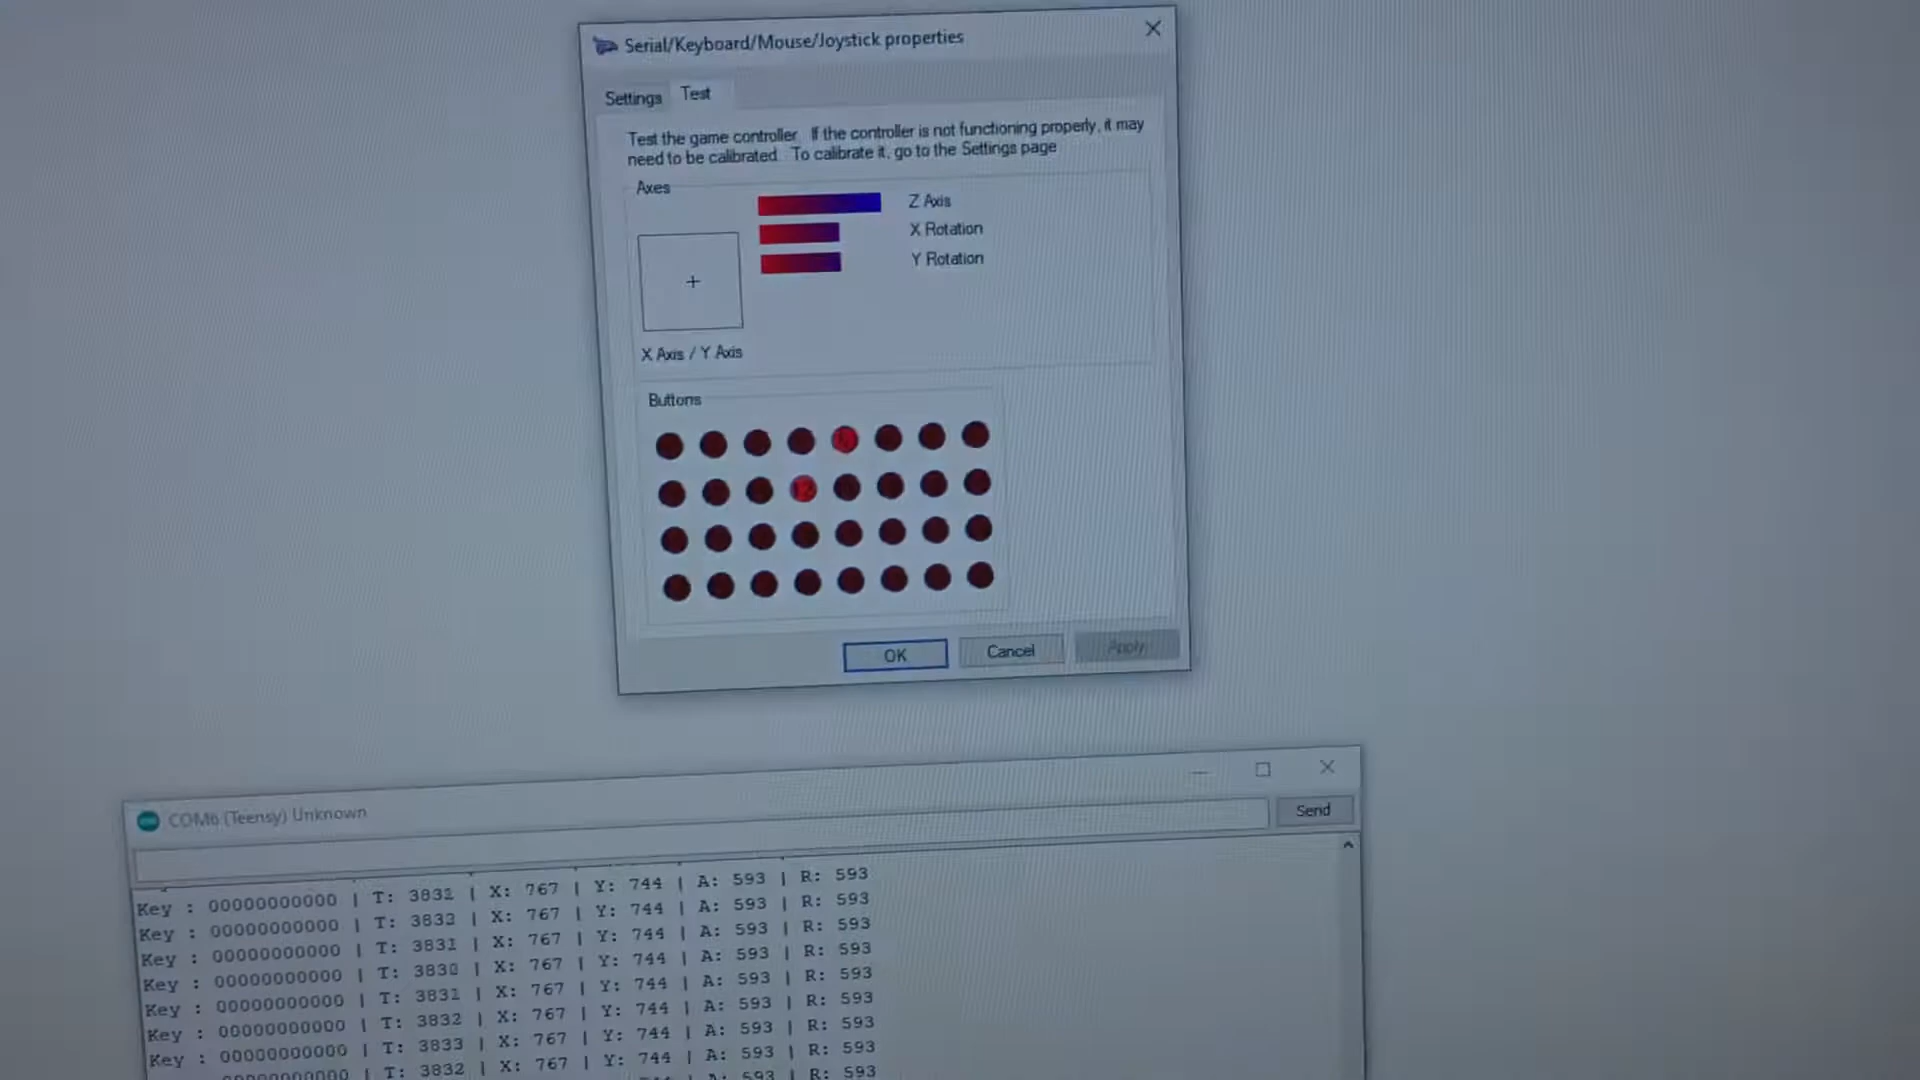 Serial/Keyboard/Mouse/Joystick properties
Settings
Test
Test the game controller. If the controller is not functioning properly, it may
need to be calibrated. To calibrate it, go to the Settings page
Axes
Z Axis
X Rotation
Y Rotation
X Axis / Y Axis
Buttons
5
12
OK
Cancel
Apply
COM6 (Teensy) Unknown
Send
Key : 00000000000 | T: 3832 | X: 767 | Y: 744 | A: 593 | R: 593
Key : 00000000000 | T: 3833 | X: 767 | Y: 744 | A: 593 | R: 593
Key : 00000000000 | T: 3831 | X: 767 | Y: 744 | A: 593 | R: 593
Key : 00000000000 | T: 3830 | X: 767 | Y: 744 | A: 593 | R: 593
Key : 00000000000 | T: 3831 | X: 767 | Y: 744 | A: 593 | R: 593
Key : 00000000000 | T: 3832 | X: 767 | Y: 744 | A: 593 | R: 593
Key : 00000000000 | T: 3833 | X: 767 | Y: 744 | A: 593 | R: 593
00000000000 | T: 3832 | X: 767 | Y: 744 | A: 593 | R: 593